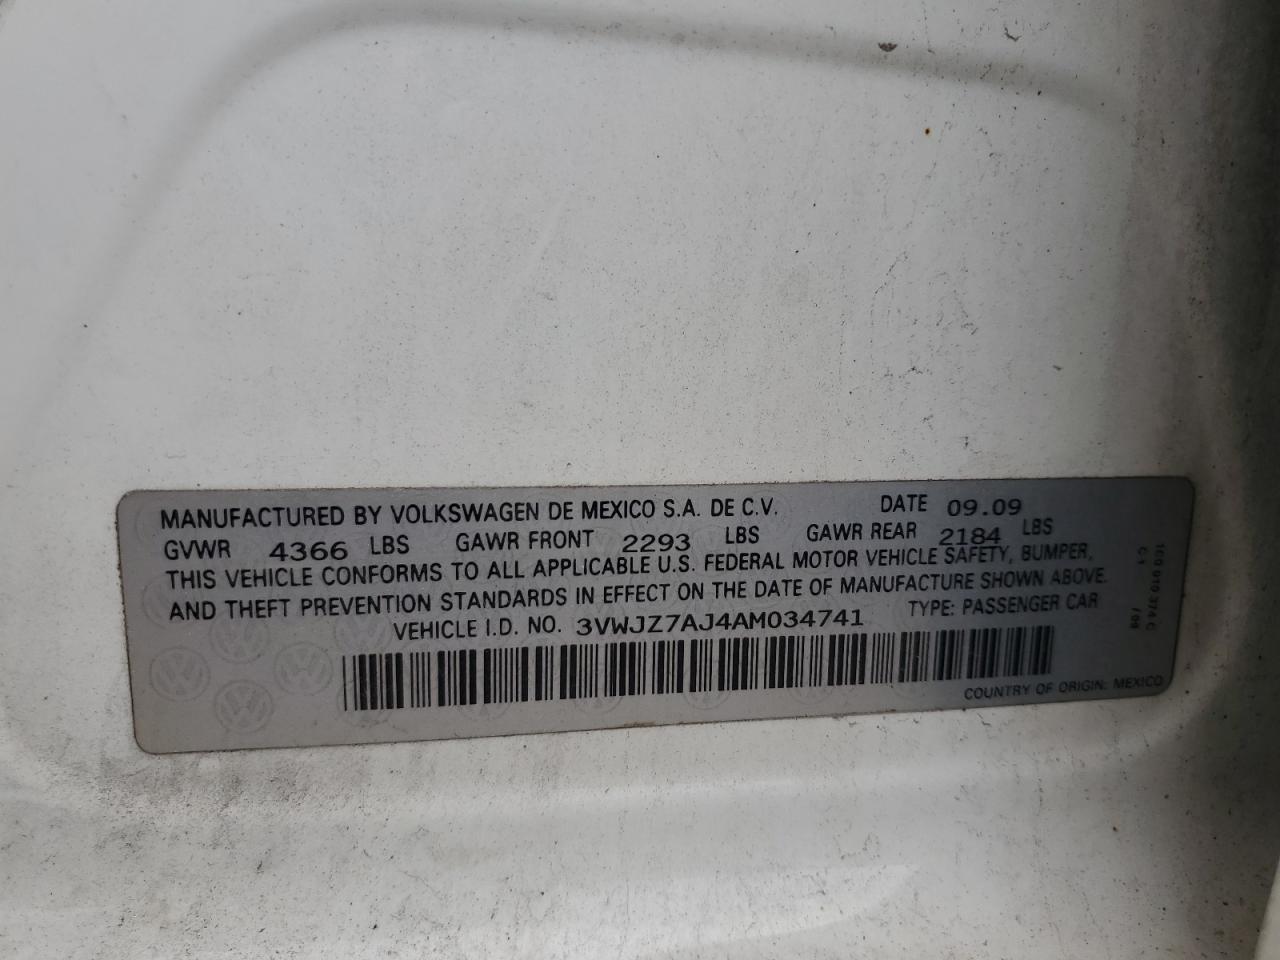 MANUFACTURED BY VOLKSWAGEN DE MEXICO S.A. DE C.V. DATE 09.09
GVWR 4366 LBS GAWR FRONT 2293 LBS GAWR REAR 2184 LBS
THIS VEHICLE CONFORMS TO ALL APPLICABLE U.S. FEDERAL MOTOR VEHICLE SAFETY, BUMPER,
AND THEFT PREVENTION STANDARDS IN EFFECT ON THE DATE OF MANUFACTURE SHOWN ABOVE.
VEHICLE I.D. NO. 3VWJZ7AJ4AM034741 TYPE: PASSENGER CAR
COUNTRY OF ORIGIN: MEXICO
C1 /09